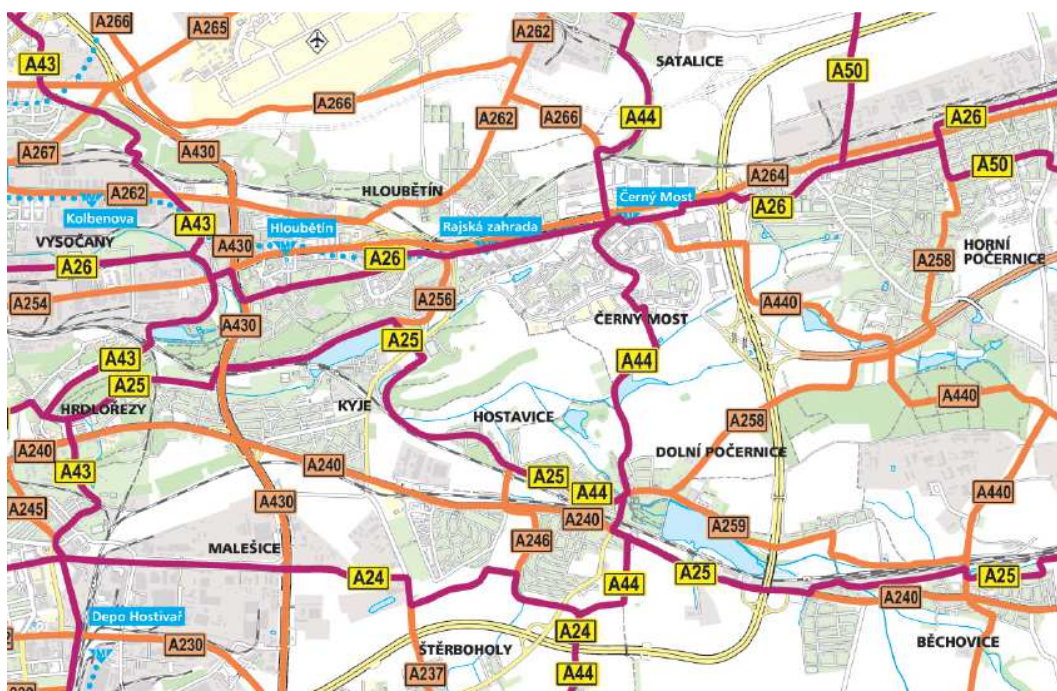 A266
A265
A262
A43
SATALICE
A50
A266
A262
A266
A44
A26
A267
A430
A264
A50
HLOUBĚTÍN
A262
Černý Most
Kolbenova
A43
Hloubětín
Rajská zahrada
A26
VYSOČANY
A430
A26
A26
A258
HORNÍ
POČERNICE
A254
A256
A440
A430
ČERNÝ MOST
A25
A43
A44
A25
A440
HRDLOŘEZY
KYJE
HOSTAVICE
A258
A240
DOLNÍ POČERNICE
A43
A240
A25
A44
A440
A430
A245
A240
A259
A246
MALEŠICE
A24
A44
A25
A25
A240
Depo Hostivař
A24
ŠTĚRBOHOLY
BĚCHOVICE
A230
A237
A44